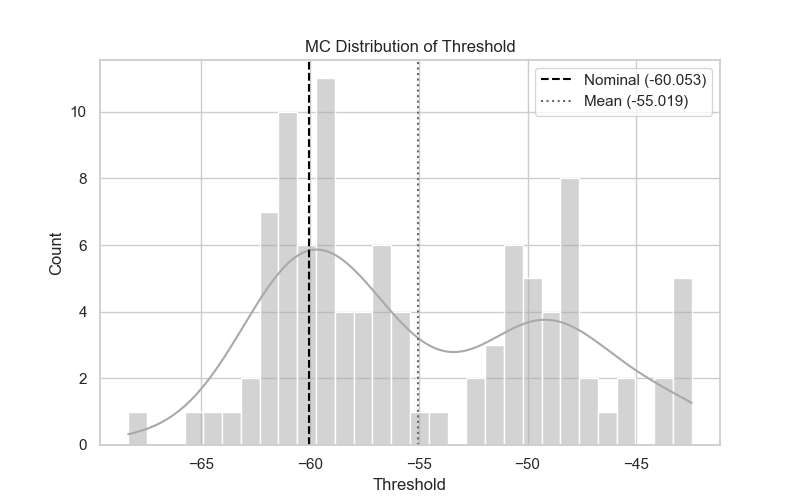 MC Distribution of Threshold
Nominal (-60.053)
Mean (-55.019)
Count
10
8
6
4
2
0
−65
−60
−55
−50
−45
Threshold